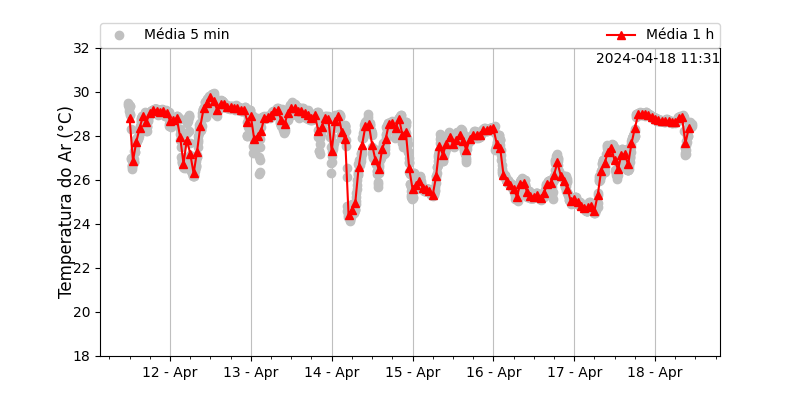 Média 5 min
Média 1 h
2024-04-18 11:31
Temperatura do Ar (°C)
32
30
28
26
24
22
20
18
12 - Apr
13 - Apr
14 - Apr
15 - Apr
16 - Apr
17 - Apr
18 - Apr